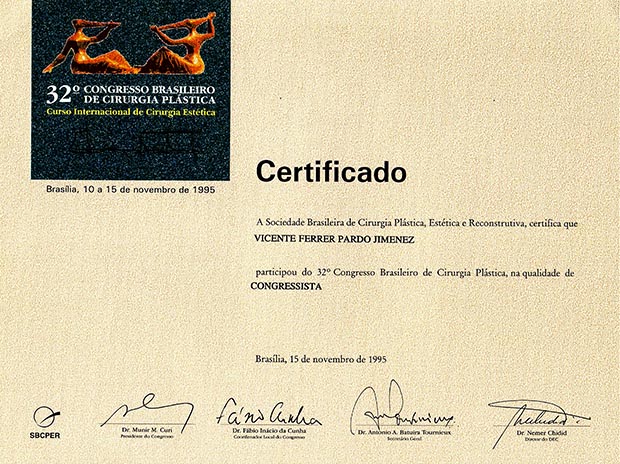 32º CONGRESSO BRASILEIRO
DE CIRURGIA PLÁSTICA
Curso Internacional de Cirurgia Estética
Brasília, 10 a 15 de novembro de 1995
Certificado
A Sociedade Brasileira de Cirurgia Plástica, Estética e Reconstrutiva, certifica que
VICENTE FERRER PARDO JIMENEZ
participou do 32º Congresso Brasileiro de Cirurgia Plástica, na qualidade de
CONGRESSISTA
Brasília, 15 de novembro de 1995
Fábio Cunha
SBCPER
Dr. Munir M. Curi
Presidente do Congresso
Dr. Fábio Inácio da Cunha
Coordenador Local do Congresso
Dr. Antonio A. Batuira Tournieux
Secretário Geral
Dr. Nemer Chidid
Diretor do DEC